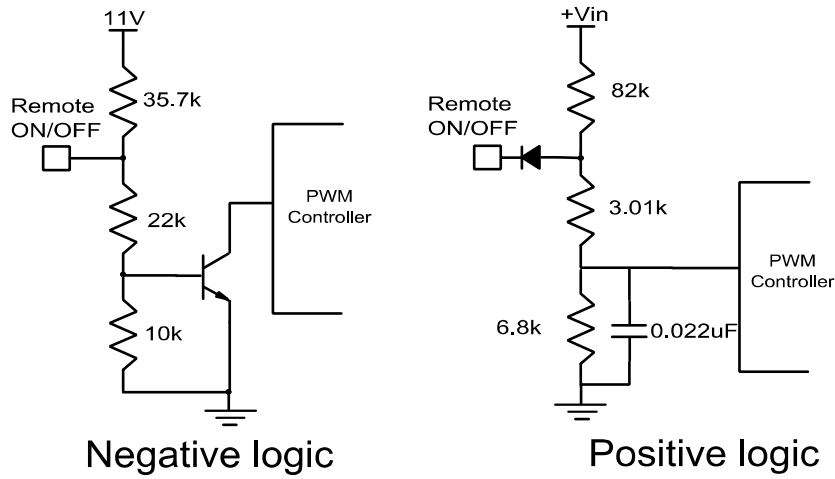 11V
35.7k
Remote
ON/OFF
22k
PWM
Controller
10k
Negative logic
+Vin
82k
Remote
ON/OFF
3.01k
PWM
Controller
6.8k
0.022uF
Positive logic